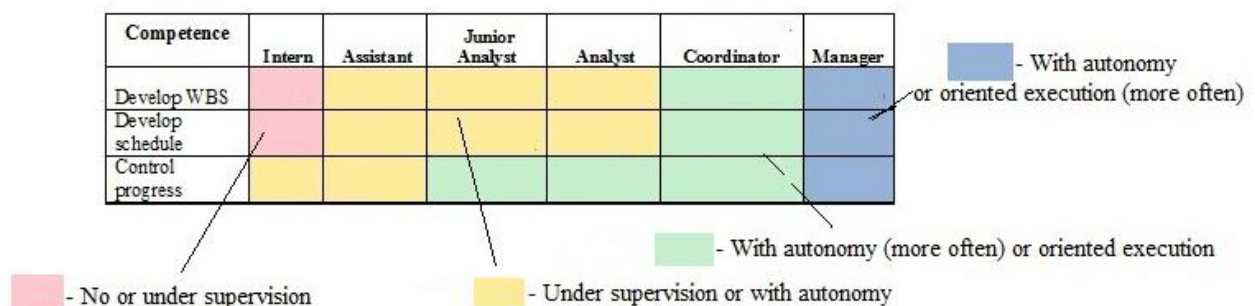 Competence
Intern
Assistant
Junior
Analyst
Analyst
Coordinator
Manager
Develop WBS
Develop
schedule
Control
progress
- With autonomy
or oriented execution (more often)
- With autonomy (more often) or oriented execution
- No or under supervision
- Under supervision or with autonomy